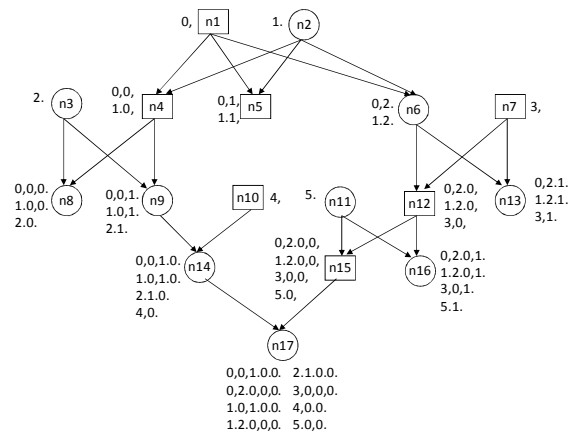 0, n1
1. n2
2. n3
0,0,
1.0, n4
0,1,
1.1, n5
0,2.
1.2. n6
n7 3,
0,0,0.
1.0,0.
2.0. n8
0,0,1.
1.0,1.
2.1. n9
n10 4,
5. n11
0,2.0,
1.2.0,
3,0, n12
n13 0,2.1.
1.2.1.
3,1.
0,0,1.0.
1.0,1.0.
2.1.0.
4,0. n14
0,2.0,0,
1.2.0,0,
3,0,0,
5.0, n15
n16 0,2.0,1.
1.2.0,1.
3,0,1.
5.1.
n17
0,0,1.0.0. 2.1.0.0.
0,2.0,0,0. 3,0,0,0.
1.0,1.0.0. 4,0.0.
1.2.0,0,0. 5.0,0.